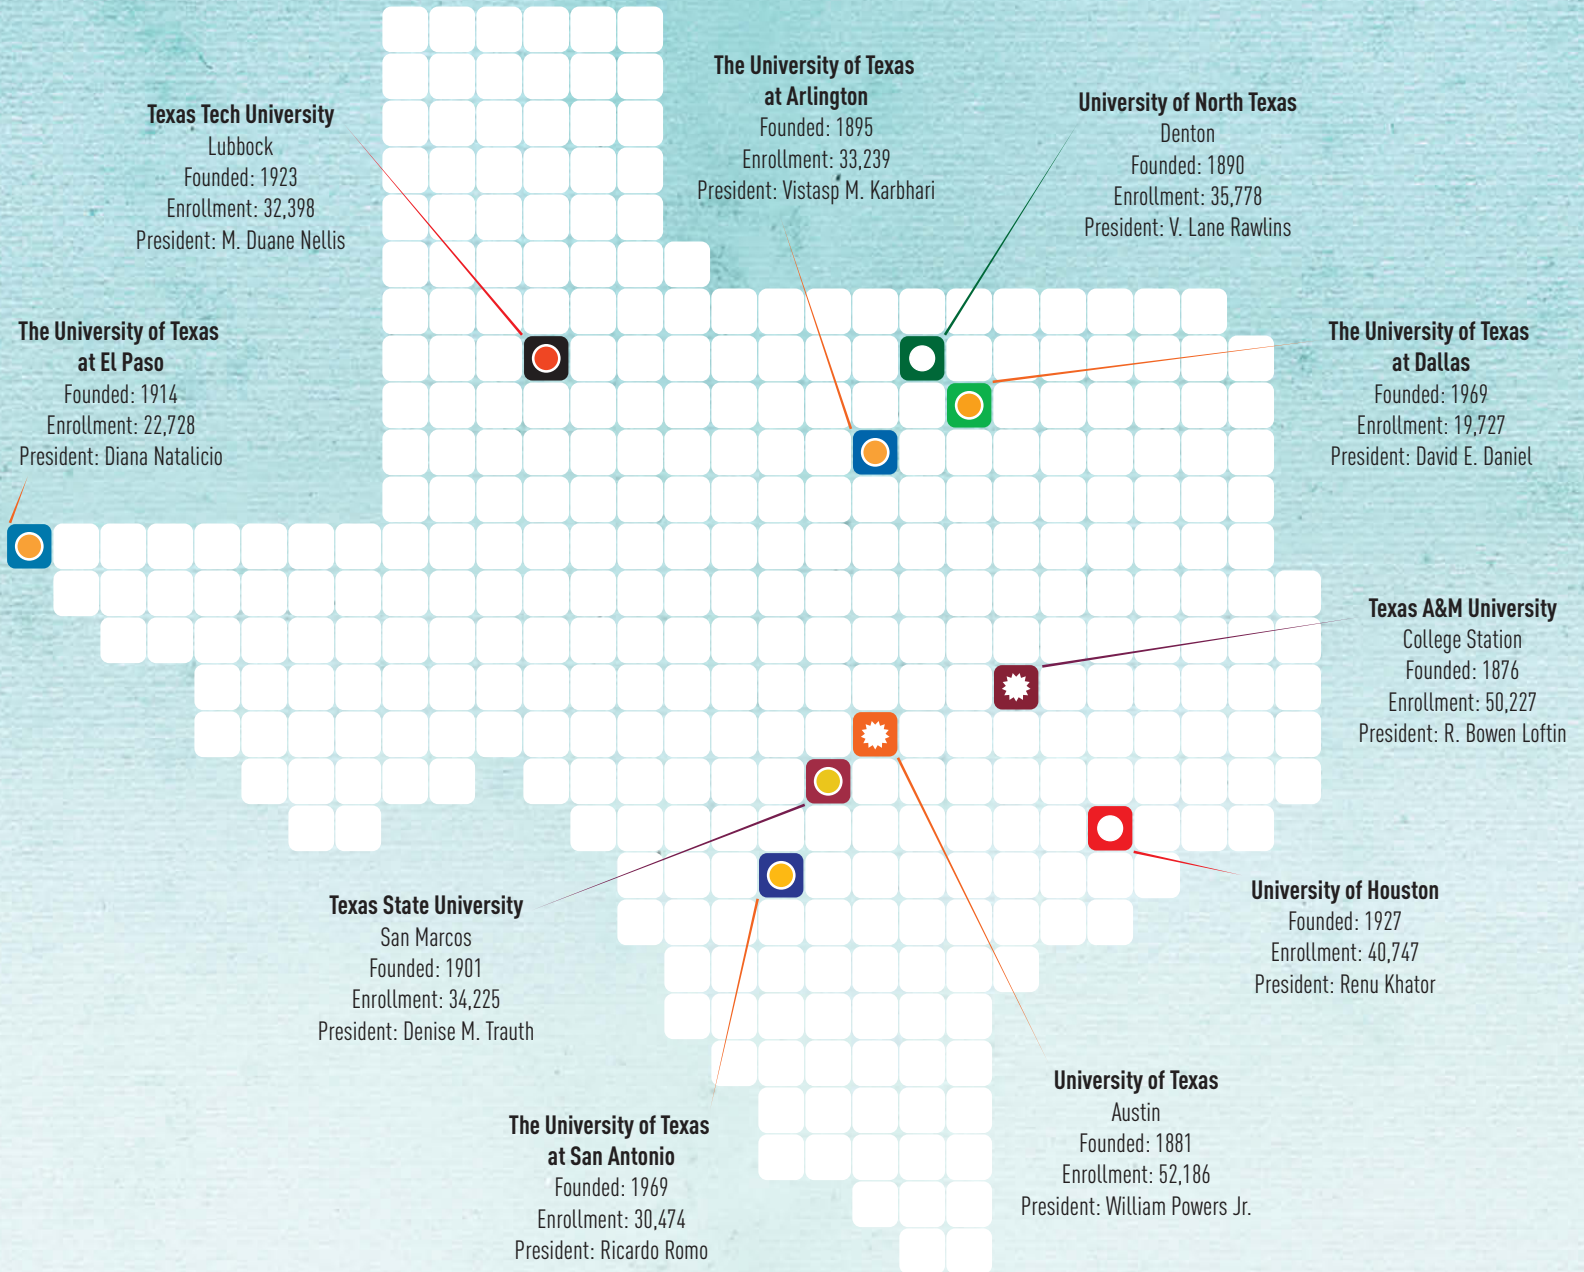 The University of Texas
at Arlington
Founded: 1895
Enrollment: 33,239
President: Vistasp M. Karbhari
University of North Texas
Denton
Founded: 1890
Enrollment: 35,778
President: V. Lane Rawlins
Texas Tech University
Lubbock
Founded: 1923
Enrollment: 32,398
President: M. Duane Nellis
The University of Texas
at El Paso
Founded: 1914
Enrollment: 22,728
President: Diana Natalicio
The University of Texas
at Dallas
Founded: 1969
Enrollment: 19,727
President: David E. Daniel
Texas A&M University
College Station
Founded: 1876
Enrollment: 50,227
President: R. Bowen Loftin
Texas State University
San Marcos
Founded: 1901
Enrollment: 34,225
President: Denise M. Trauth
University of Houston
Founded: 1927
Enrollment: 40,747
President: Renu Khator
The University of Texas
at San Antonio
Founded: 1969
Enrollment: 30,474
President: Ricardo Romo
University of Texas
Austin
Founded: 1881
Enrollment: 52,186
President: William Powers Jr.